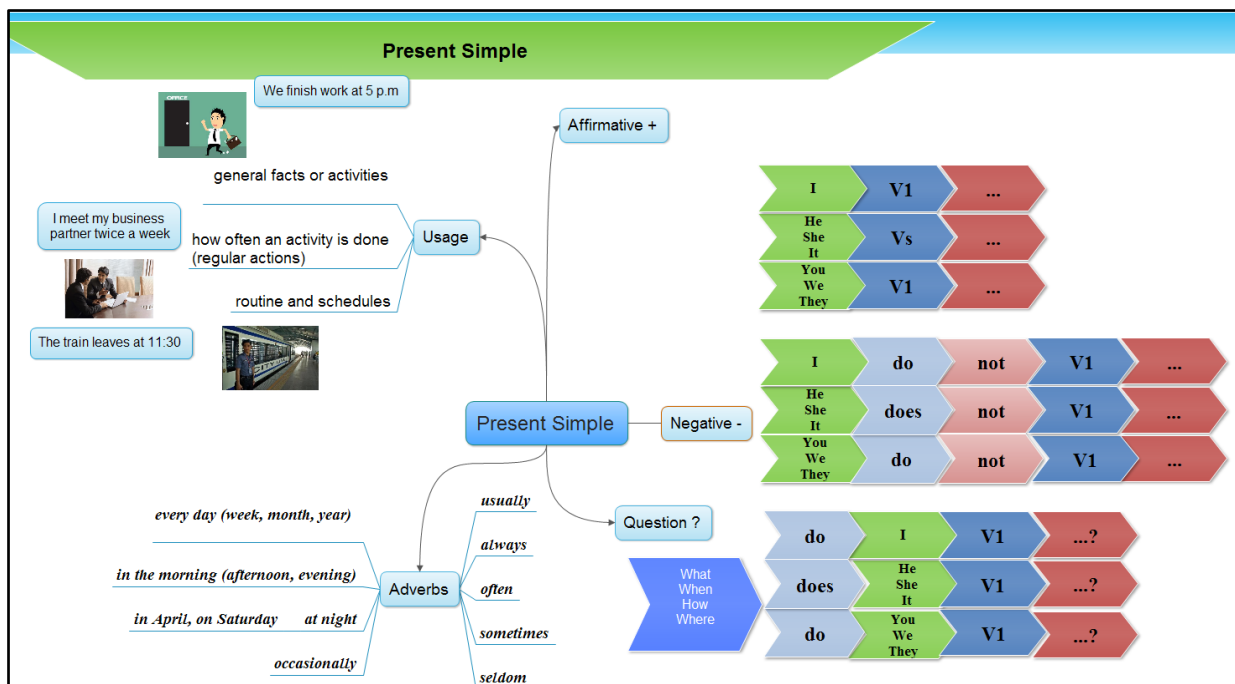 Present Simple
We finish work at 5 p.m
OFFICE
general facts or activities
I meet my business
partner twice a week
how often an activity is done
(regular actions)
routine and schedules
The train leaves at 11:30
CITY
Usage
Affirmative +
I V1 ...
He
She
It
Vs ...
You
We
They
V1 ...
Present Simple
Negative -
I do not V1 ...
He
She
It
does not V1 ...
You
We
They
do not V1 ...
Question ?
What
When
How
Where
do I V1 ...?
does
He
She
It
V1 ...?
do
You
We
They
V1 ...?
Adverbs
every day (week, month, year)
in the morning (afternoon, evening)
in April, on Saturday at night
occasionally
usually
always
often
sometimes
seldom